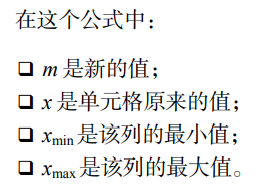 在这个公式中：
❑ m 是新的值；
❑ x 是单元格原来的值；
❑ xmin 是该列的最小值；
❑ xmax 是该列的最大值。